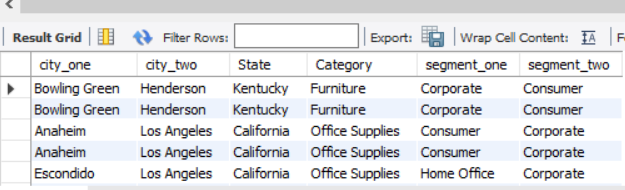 Result Grid Filter Rows: Export: Wrap Cell Content:
city_one city_two State Category segment_one segment_two
Bowling Green Henderson Kentucky Furniture Corporate Consumer
Bowling Green Henderson Kentucky Furniture Corporate Consumer
Anaheim Los Angeles California Office Supplies Consumer Corporate
Anaheim Los Angeles California Office Supplies Consumer Corporate
Escondido Los Angeles California Office Supplies Home Office Corporate